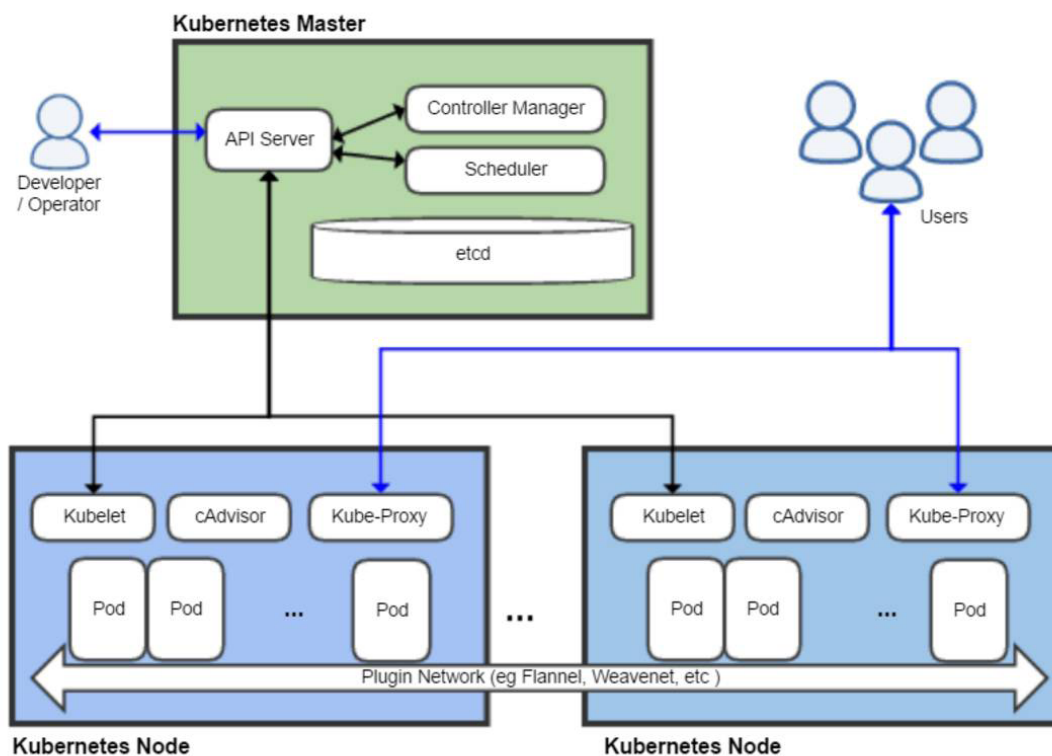 Kubernetes Master
API Server
Controller Manager
Scheduler
etcd
Developer
/ Operator
Users
Kubelet
cAdvisor
Kube-Proxy
Pod
Pod
...
Pod
...
Kubelet
cAdvisor
Kube-Proxy
Pod
Pod
...
Pod
Plugin Network (eg Flannel, Weavenet, etc )
Kubernetes Node
Kubernetes Node